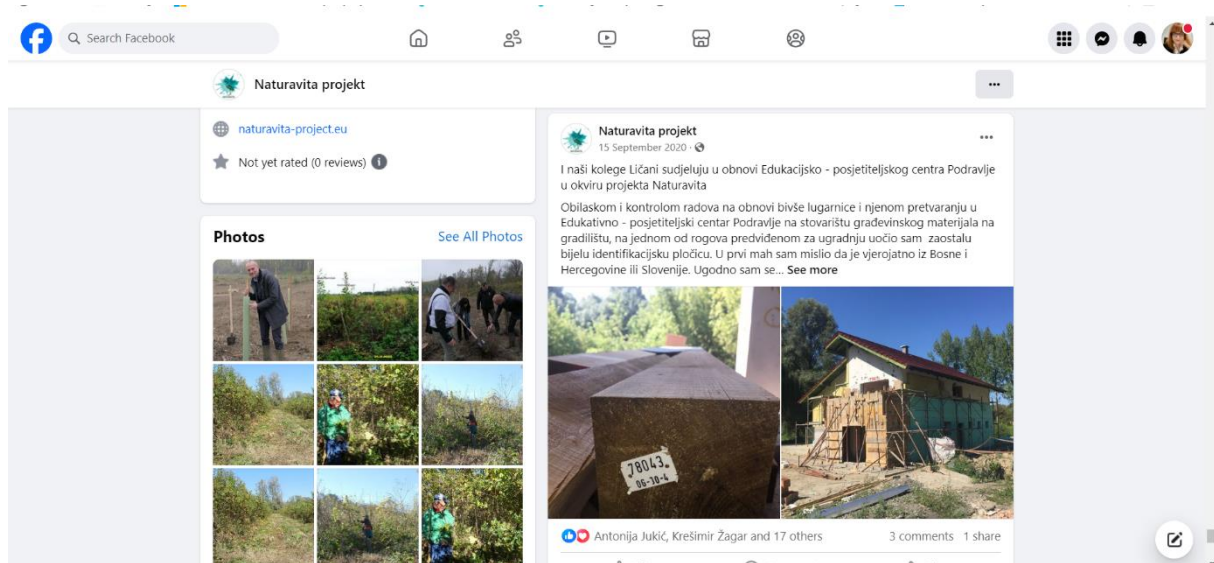 Search Facebook
Naturavita projekt
naturavita-project.eu
Not yet rated (0 reviews)
Photos
See All Photos
Naturavita projekt
15 September 2020
I naši kolege Ličani sudjeluju u obnovi Edukacijsko - posjetiteljskog centra Podravlje
u okviru projekta Naturavita
Obilaskom i kontrolom radova na obnovi bivše lugarnice i njenom pretvaranju u
Edukativno - posjetiteljski centar Podravlje na stovarištu građevinskog materijala na
gradilištu, na jednom od rogova predviđenom za ugradnju uočio sam zaostalu
bijelu identifikacijsku pločicu. U prvi mah sam mislio da je vjerojatno iz Bosne i
Hercegovine ili Slovenije. Ugodno sam se... See more
78043
06-10-4
Antonija Jukić, Krešimir Žagar and 17 others
3 comments 1 share